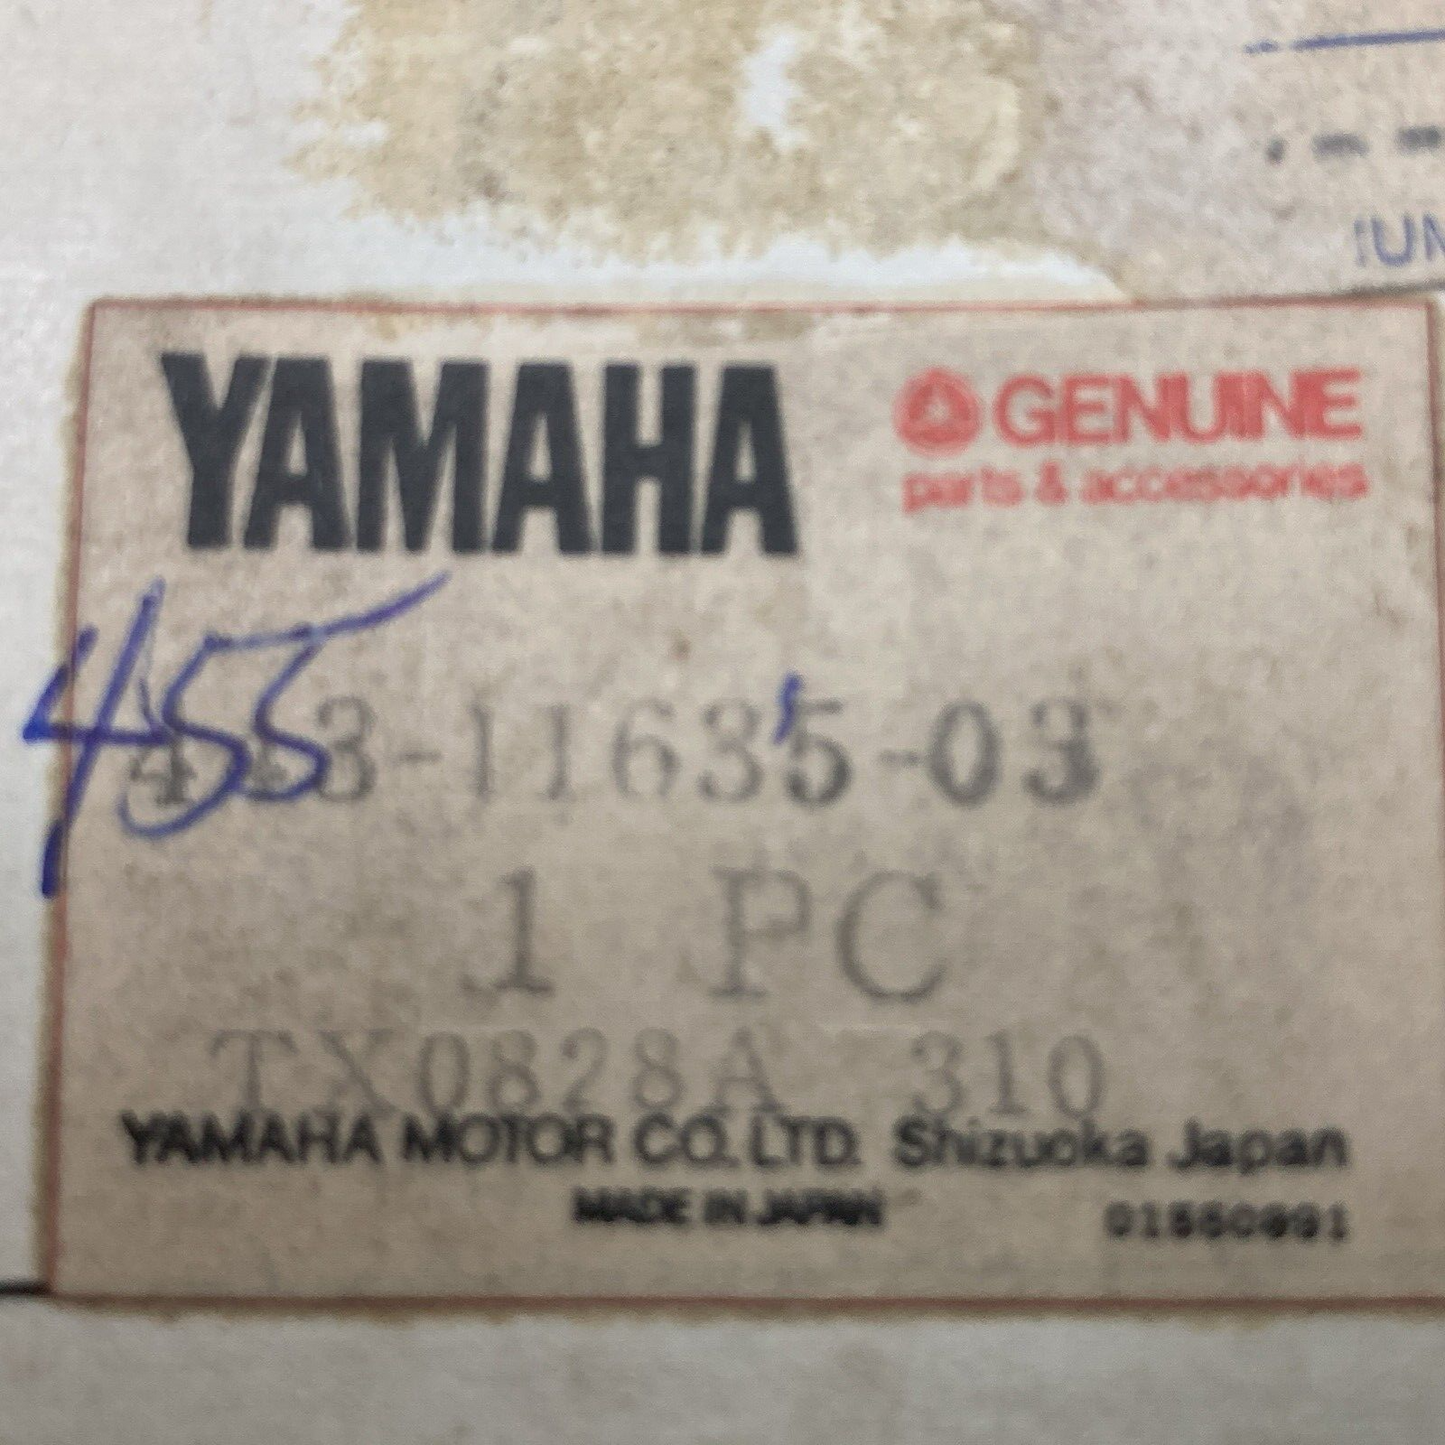 YAMAHA
GENUINE
parts & accessories
455
443-11635-03
1 PC
TX0828A 310
YAMAHA MOTOR CO. LTD. Shizuoka Japan
MADE IN JAPAN